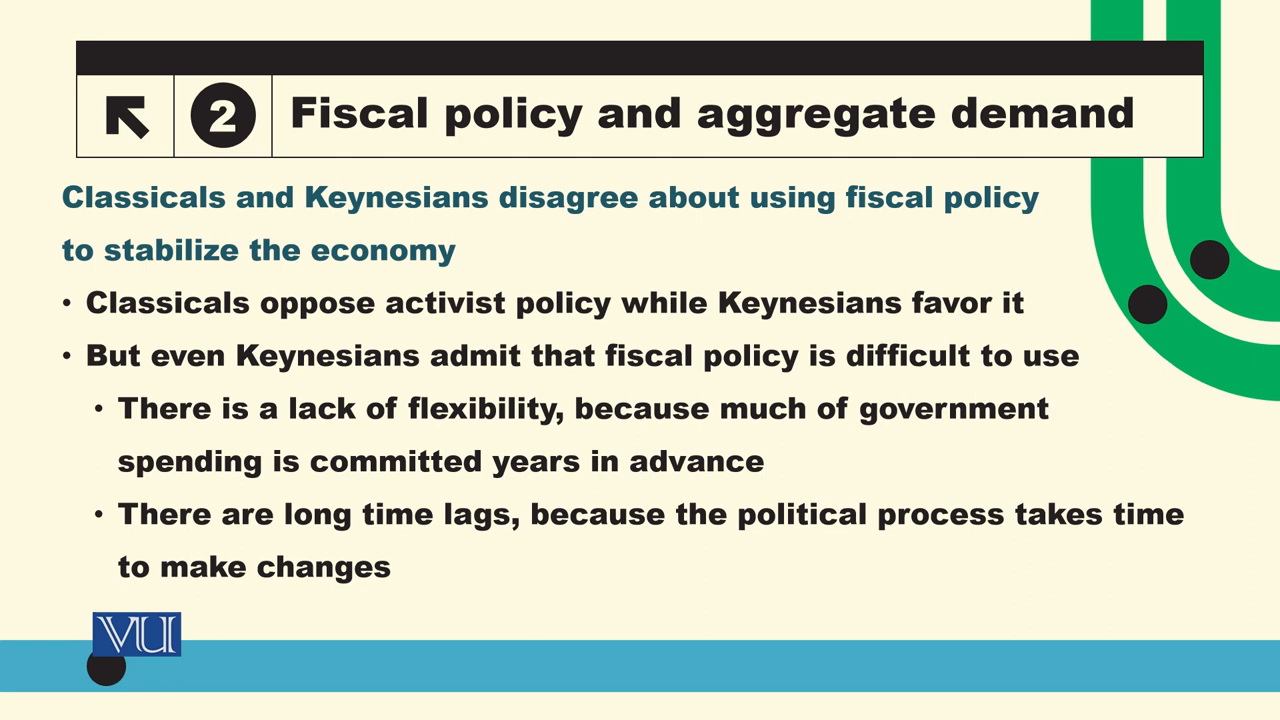 2 Fiscal policy and aggregate demand
Classicals and Keynesians disagree about using fiscal policy
to stabilize the economy
• Classicals oppose activist policy while Keynesians favor it
• But even Keynesians admit that fiscal policy is difficult to use
• There is a lack of flexibility, because much of government
spending is committed years in advance
• There are long time lags, because the political process takes time
to make changes
VU